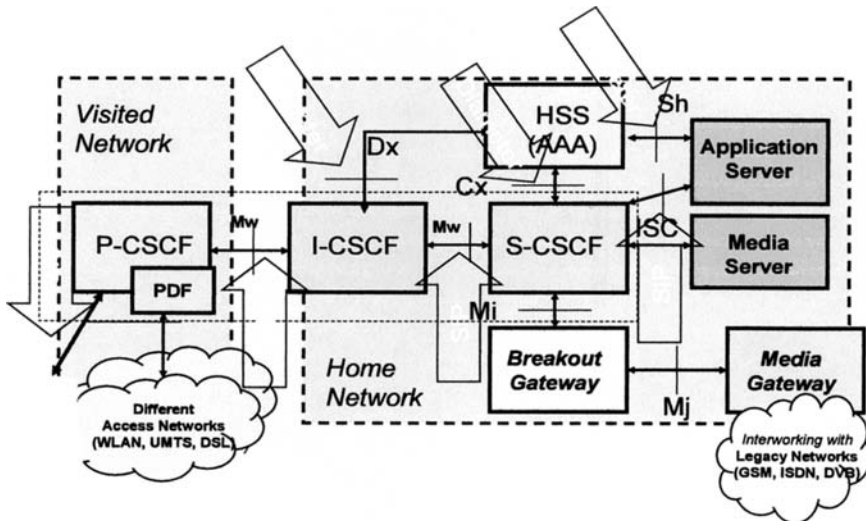 Visited
Network
HSS
(AAA)
Sh
Dx
Cx
Application
Server
P-CSCF
Mw
I-CSCF
Mw
S-CSCF
SC
Media
Server
PDF
SIP
SIP
Mi
Home
Network
Breakout
Gateway
Mj
Media
Gateway
Different
Access Networks
(WLAN, UMTS, DSL)
Interworking with
Legacy Networks
(GSM, ISDN, DVB)